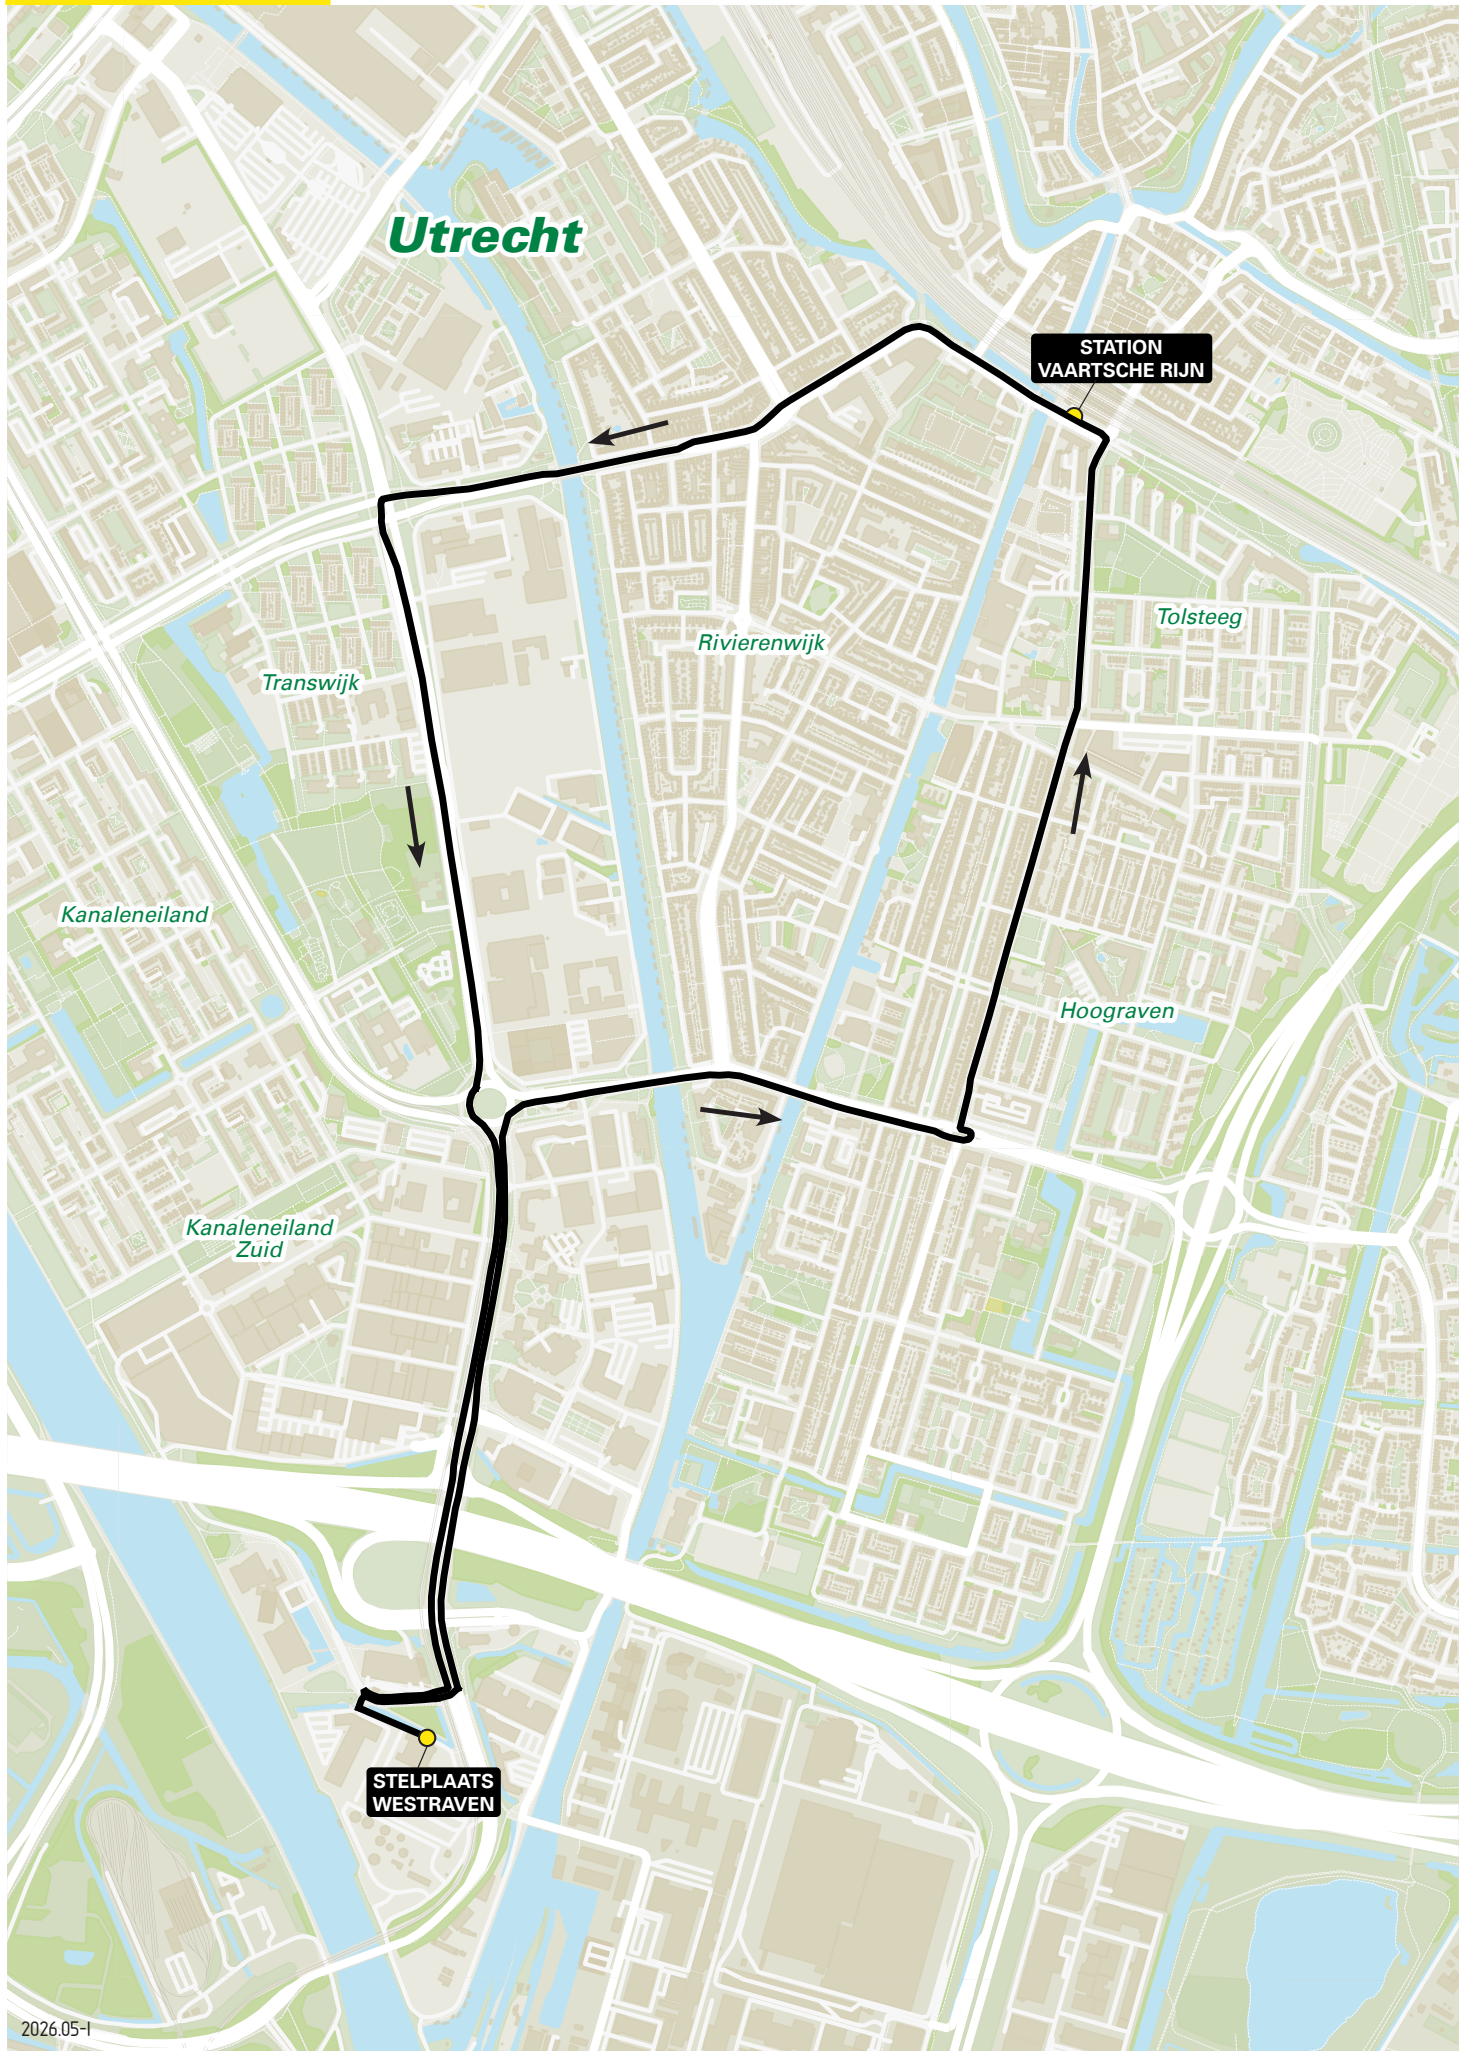 Utrecht
STATION
VAARTSCHE RIJN
Tolsteeg
Rivierenwijk
Transwijk
Kanaleneiland
Hoograven
Kanaleneiland
Zuid
STELPLAATS
WESTRAVEN
2026.05-I